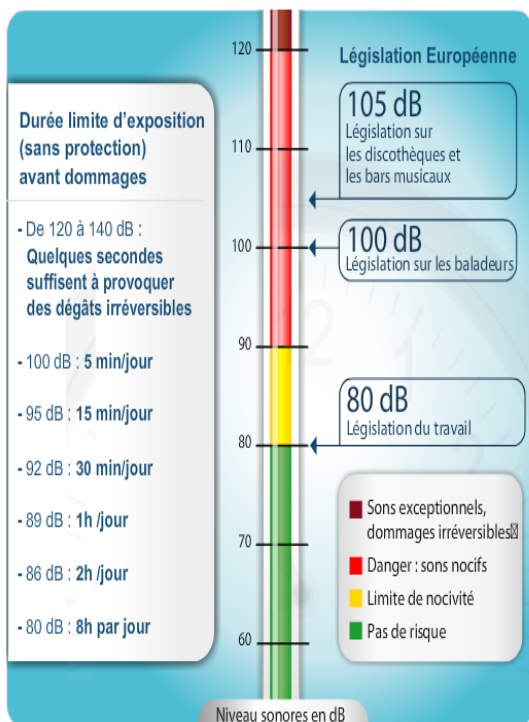 Durée limite d'exposition
(sans protection)
avant dommages
- De 120 à 140 dB :
Quelques secondes
suffisent à provoquer
des dégâts irréversibles
- 100 dB : 5 min/jour
- 95 dB : 15 min/jour
- 92 dB : 30 min/jour
- 89 dB : 1h /jour
- 86 dB : 2h /jour
- 80 dB : 8h par jour
120
110
100
90
80
70
60
Niveau sonores en dB
Législation Européenne
105 dB
Législation sur
les discothèques et
les bars musicaux
100 dB
Législation sur les baladeurs
80 dB
Législation du travail
Sons exceptionnels,
dommages irréversibles
Danger : sons nocifs
Limite de nocivité
Pas de risque